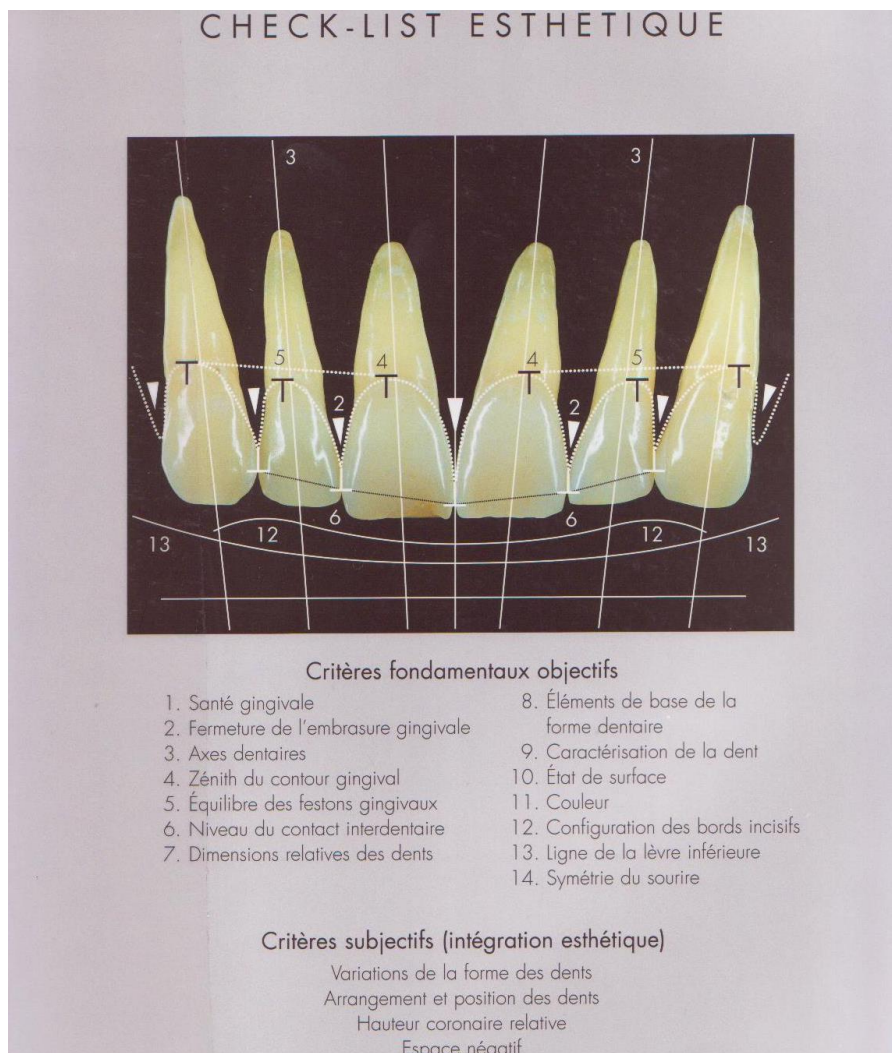 CHECK-LIST ESTHETIQUE
3 3
5 4 4 5
2 2
6 6
13 12 12 13
Critères fondamentaux objectifs
1. Santé gingivale
2. Fermeture de l'embrasure gingivale
3. Axes dentaires
4. Zénith du contour gingival
5. Équilibre des festons gingivaux
6. Niveau du contact interdentaire
7. Dimensions relatives des dents
8. Éléments de base de la
forme dentaire
9. Caractérisation de la dent
10. État de surface
11. Couleur
12. Configuration des bords incisifs
13. Ligne de la lèvre inférieure
14. Symétrie du sourire
Critères subjectifs (intégration esthétique)
Variations de la forme des dents
Arrangement et position des dents
Hauteur coronaire relative
Espace négatif